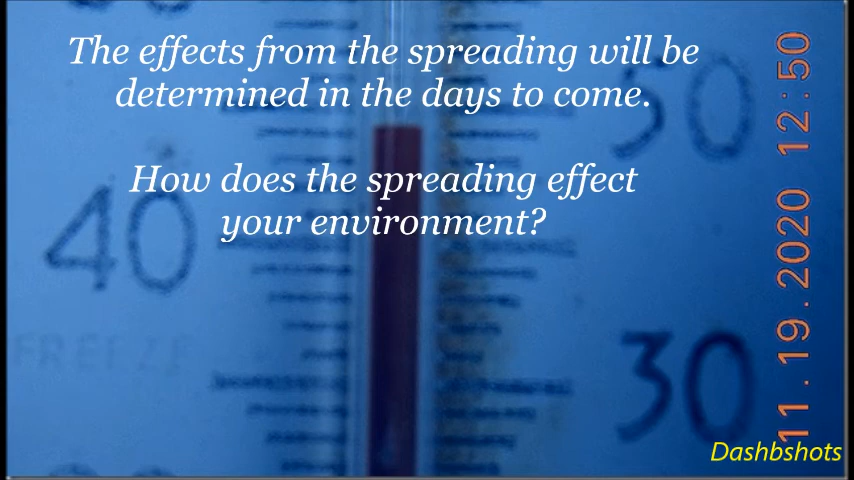 The effects from the spreading will be
determined in the days to come.
How does the spreading effect
your environment?
50
40
FREEZE
30
11.19.2020 12:50
Dashbshots